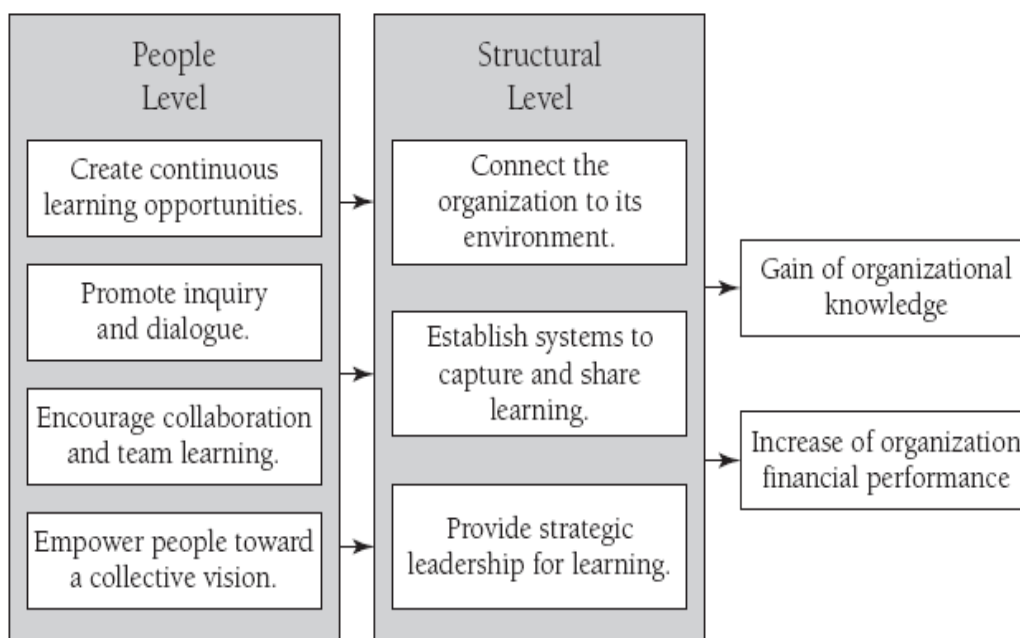 People
Level
Create continuous
learning opportunities.
Promote inquiry
and dialogue.
Encourage collaboration
and team learning.
Empower people toward
a collective vision.
Structural
Level
Connect the
organization to its
environment.
Establish systems to
capture and share
learning.
Provide strategic
leadership for learning.
Gain of organizational
knowledge
Increase of organization
financial performance